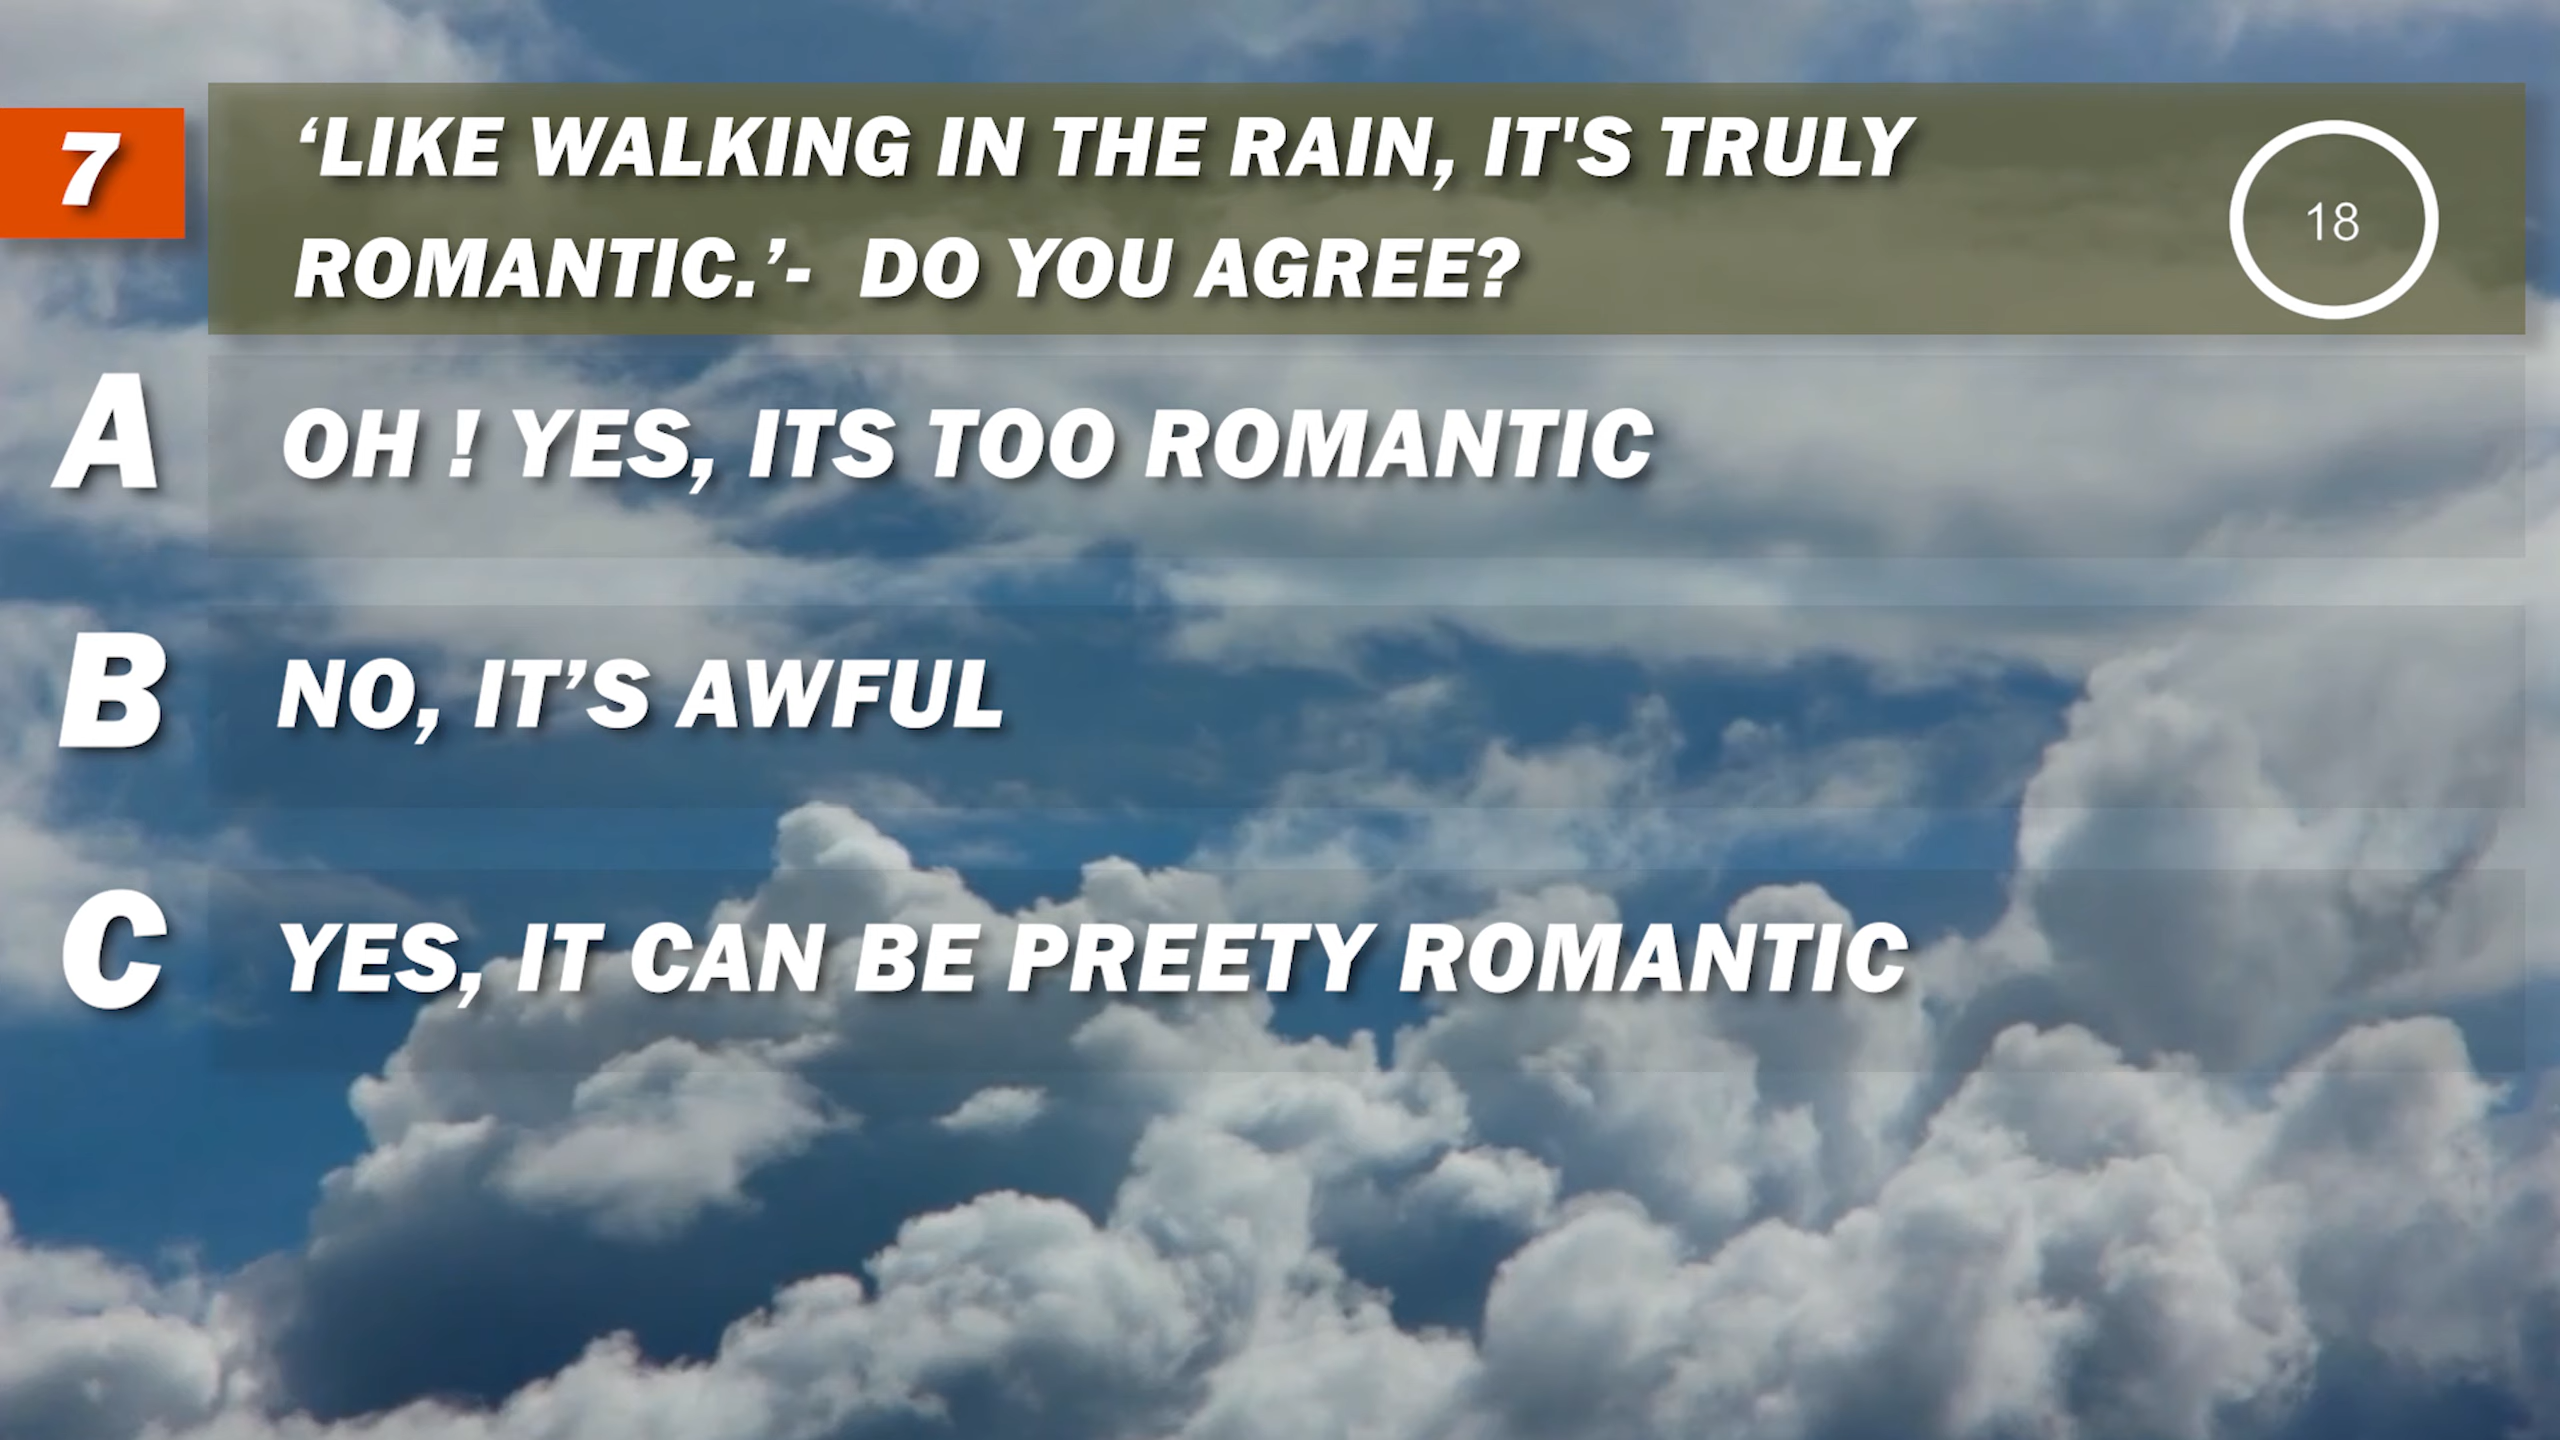 7
‘LIKE WALKING IN THE RAIN, IT'S TRULY
ROMANTIC.’- DO YOU AGREE?
18
A
OH ! YES, ITS TOO ROMANTIC
B
NO, IT’S AWFUL
C
YES, IT CAN BE PREETY ROMANTIC